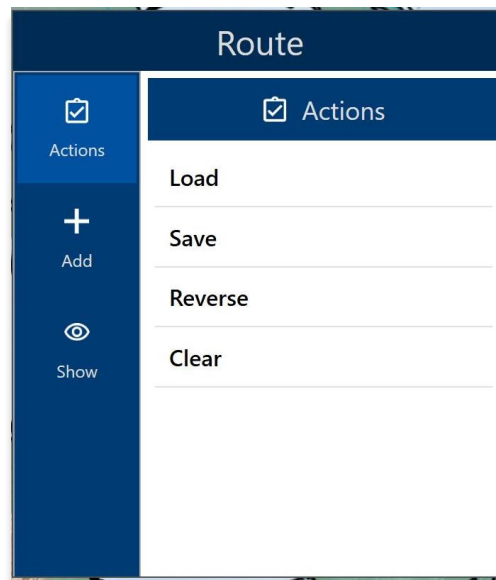 Route
Actions
Actions
Add
Show
Load
Save
Reverse
Clear